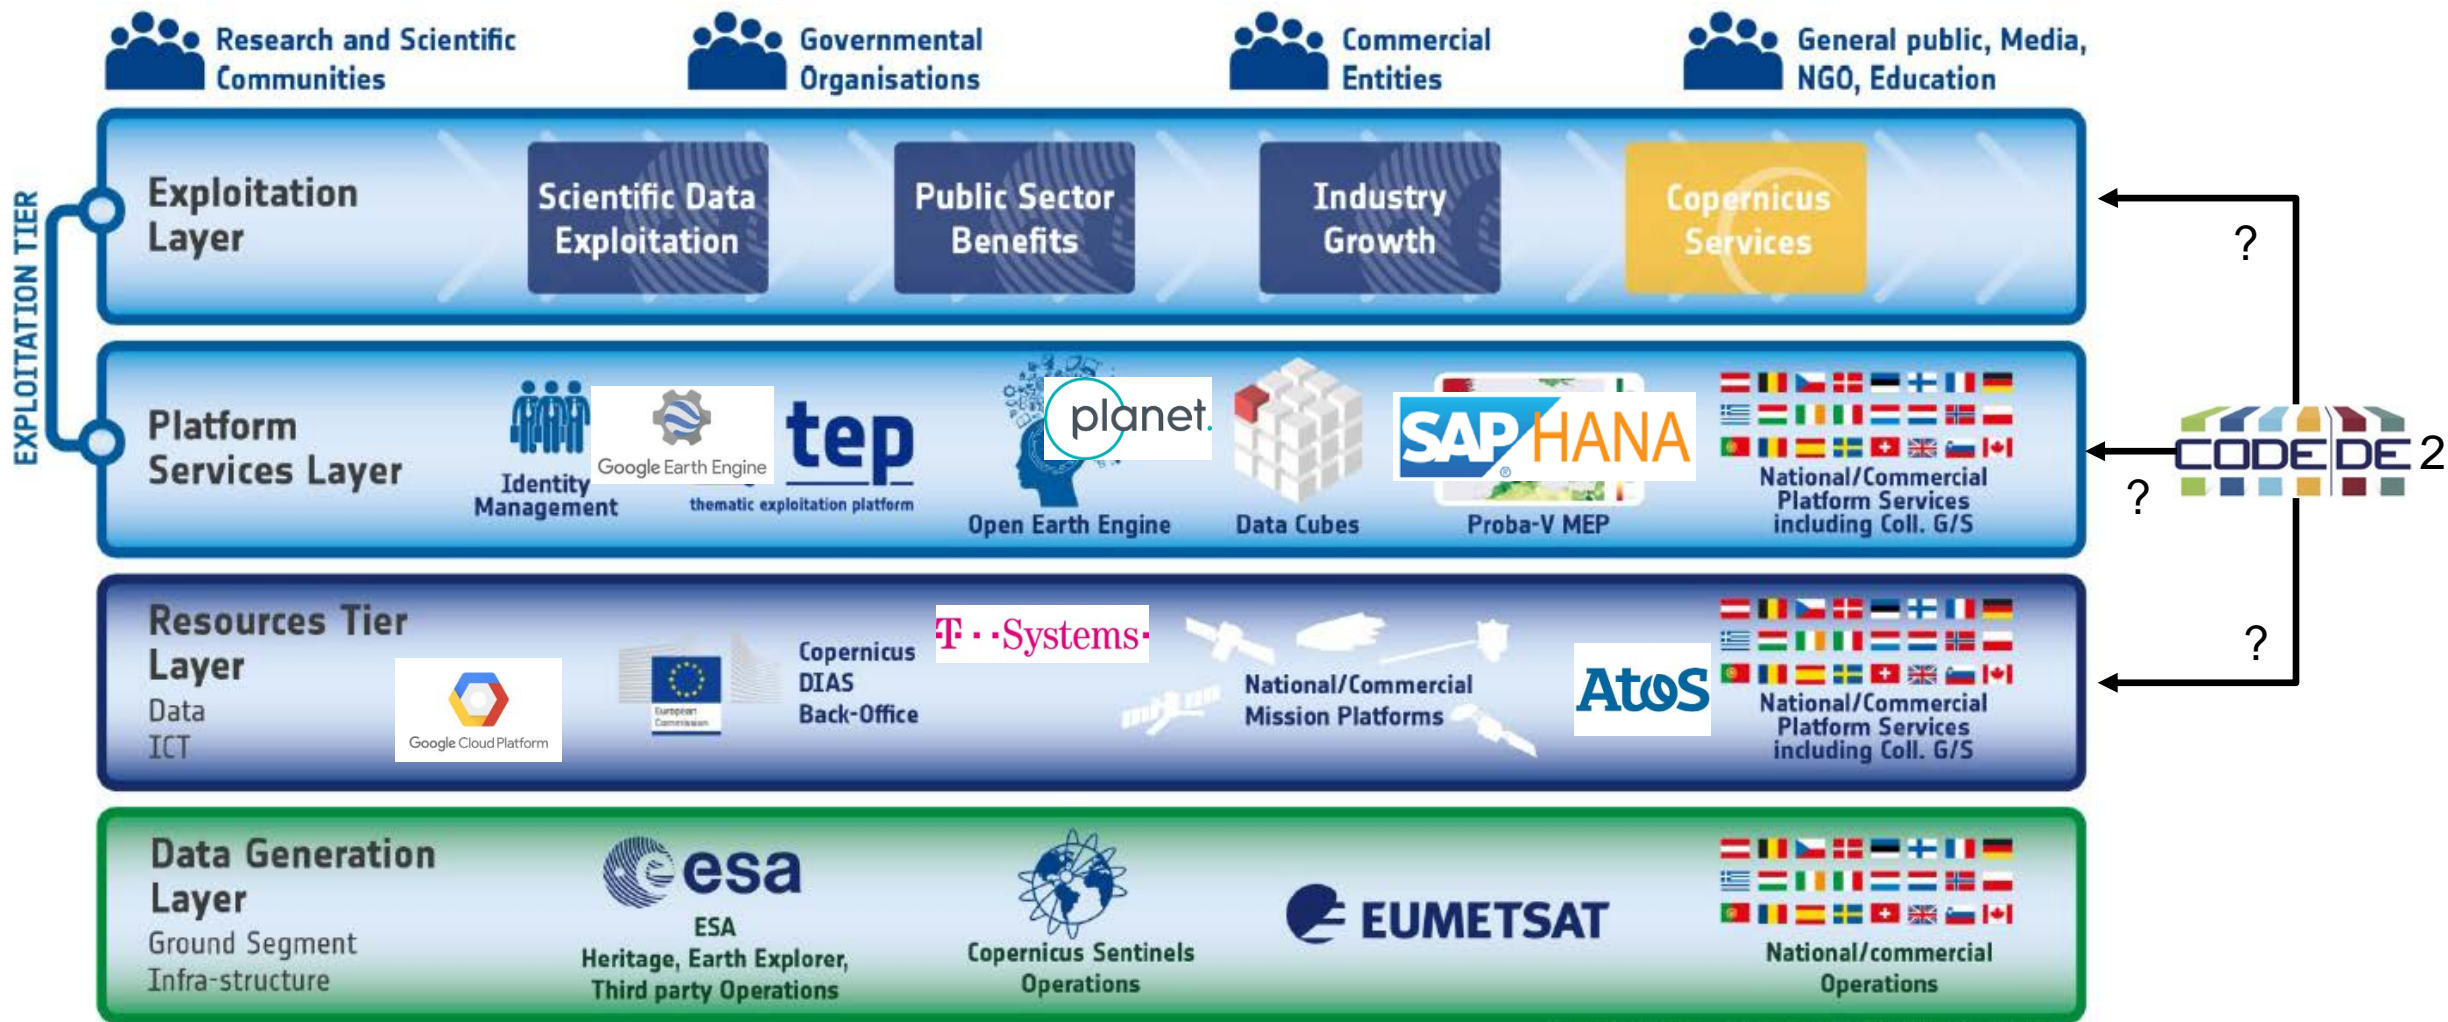 Research and Scientific
Communities
Governmental
Organisations
Commercial
Entities
General public, Media,
NGO, Education
EXPLOITATION TIER
Exploitation
Layer
Scientific Data
Exploitation
Public Sector
Benefits
Industry
Growth
Copernicus
Services
?
Platform
Services Layer
Identity
Management
Google Earth Engine
tep
thematic exploitation platform
planet.
Open Earth Engine
Data Cubes
SAP HANA
®
Proba-V MEP
National/Commercial
Platform Services
including Coll. G/S
CODE DE 2
?
Resources Tier
Layer
Data
ICT
Google Cloud Platform
European
Commission
Copernicus
DIAS
Back-Office
T··Systems·
National/Commercial
Mission Platforms
Atos
National/Commercial
Platform Services
including Coll. G/S
?
Data Generation
Layer
Ground Segment
Infra-structure
esa
ESA
Heritage, Earth Explorer,
Third party Operations
Copernicus Sentinels
Operations
EUMETSAT
National/commercial
Operations